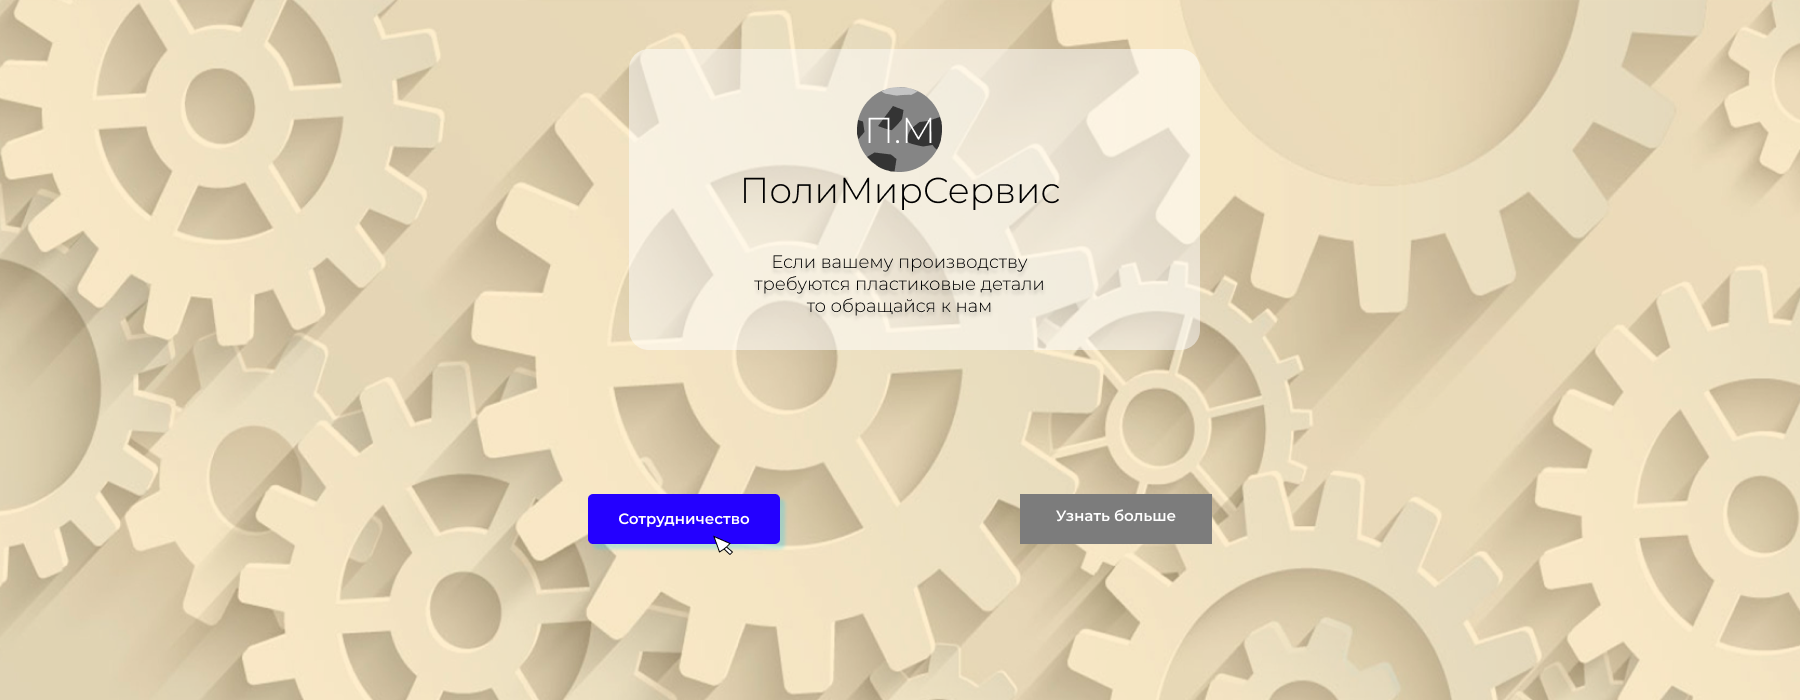 П.М
ПолиМирСервис
Если вашему производству
требуются пластиковые детали
то обращайся к нам
Сотрудничество
Узнать больше